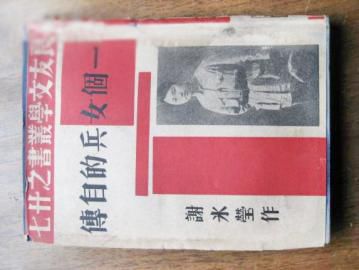 良友文學叢書之廿七
一個女兵的自傳
謝氷瑩作